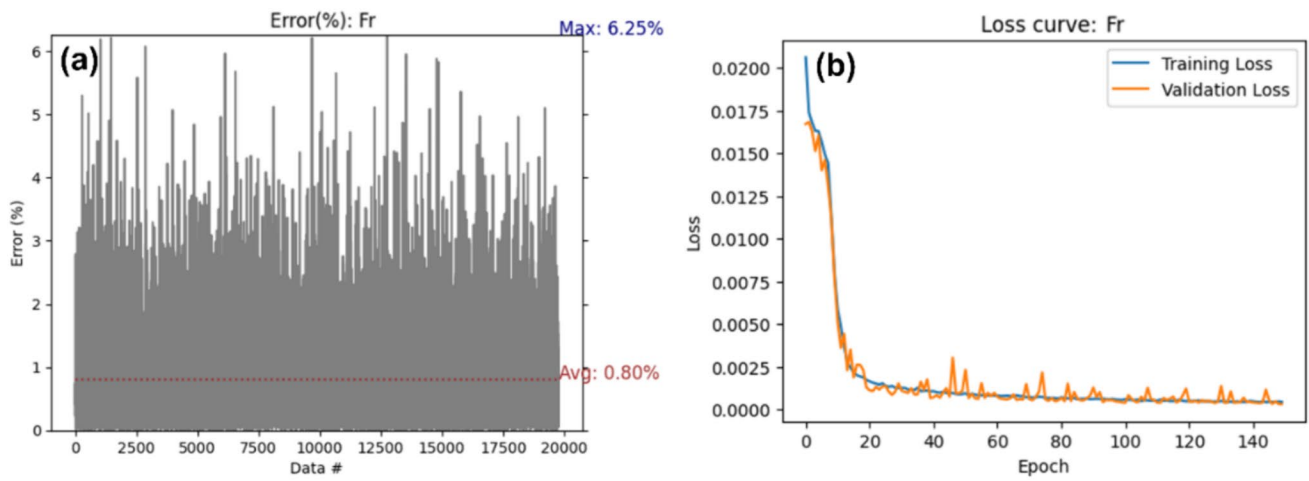 Error(%): Fr
Max: 6.25%
(a)
6
5
4
3
2
1
0
Avg: 0.80%
Error (%)
0 2500 5000 7500 10000 12500 15000 17500 20000
Data #
Loss curve: Fr
(b)
Training Loss
Validation Loss
0.0200
0.0175
0.0150
0.0125
0.0100
0.0075
0.0050
0.0025
0.0000
Loss
0 20 40 60 80 100 120 140
Epoch